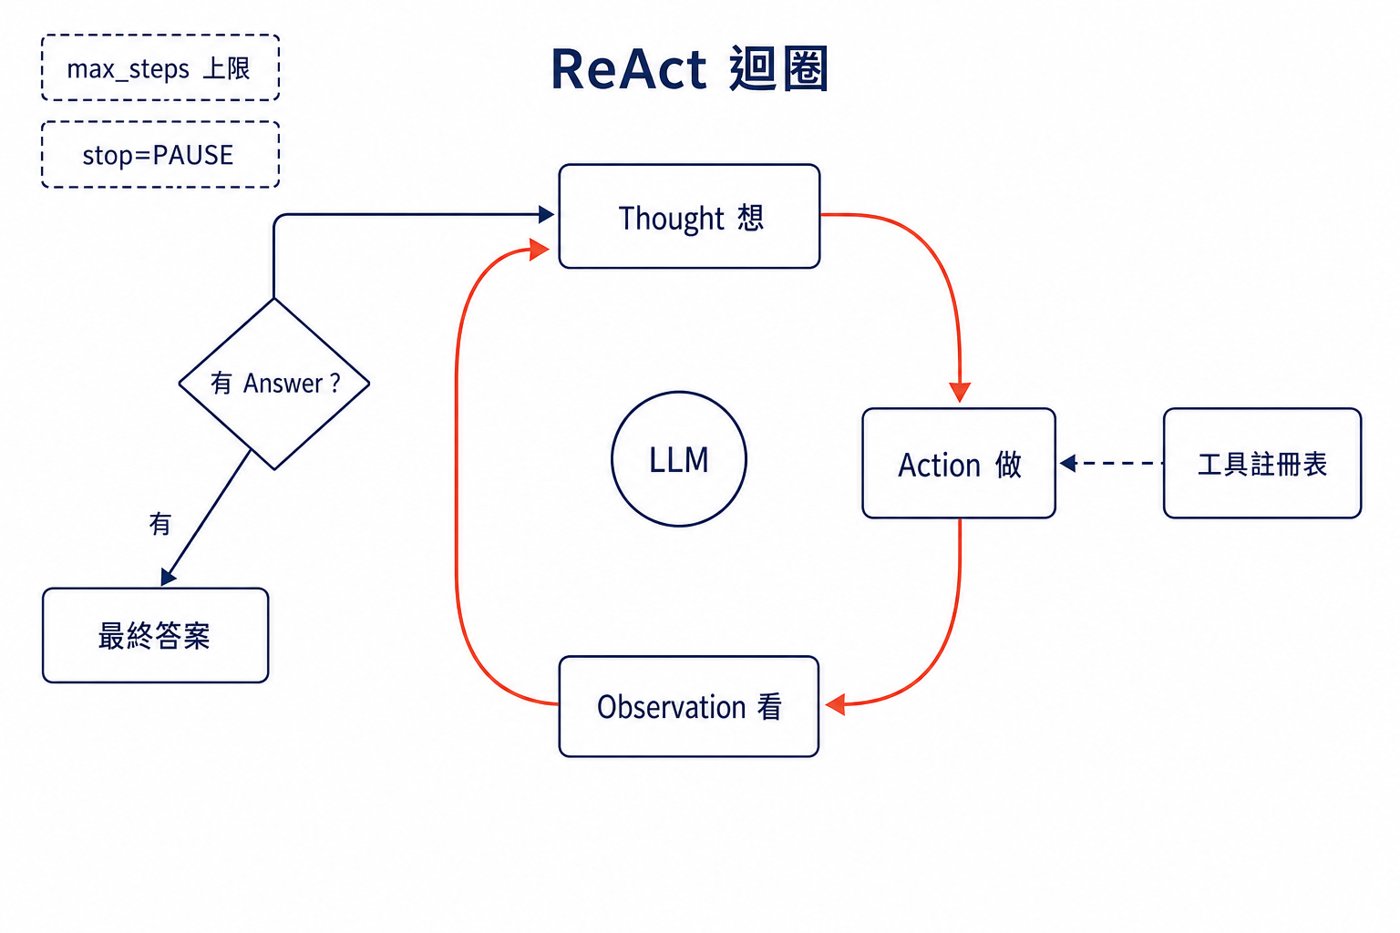 ReAct 迴圈
max_steps 上限
stop=PAUSE
Thought 想
有 Answer？
LLM
Action 做
工具註冊表
有
最終答案
Observation 看